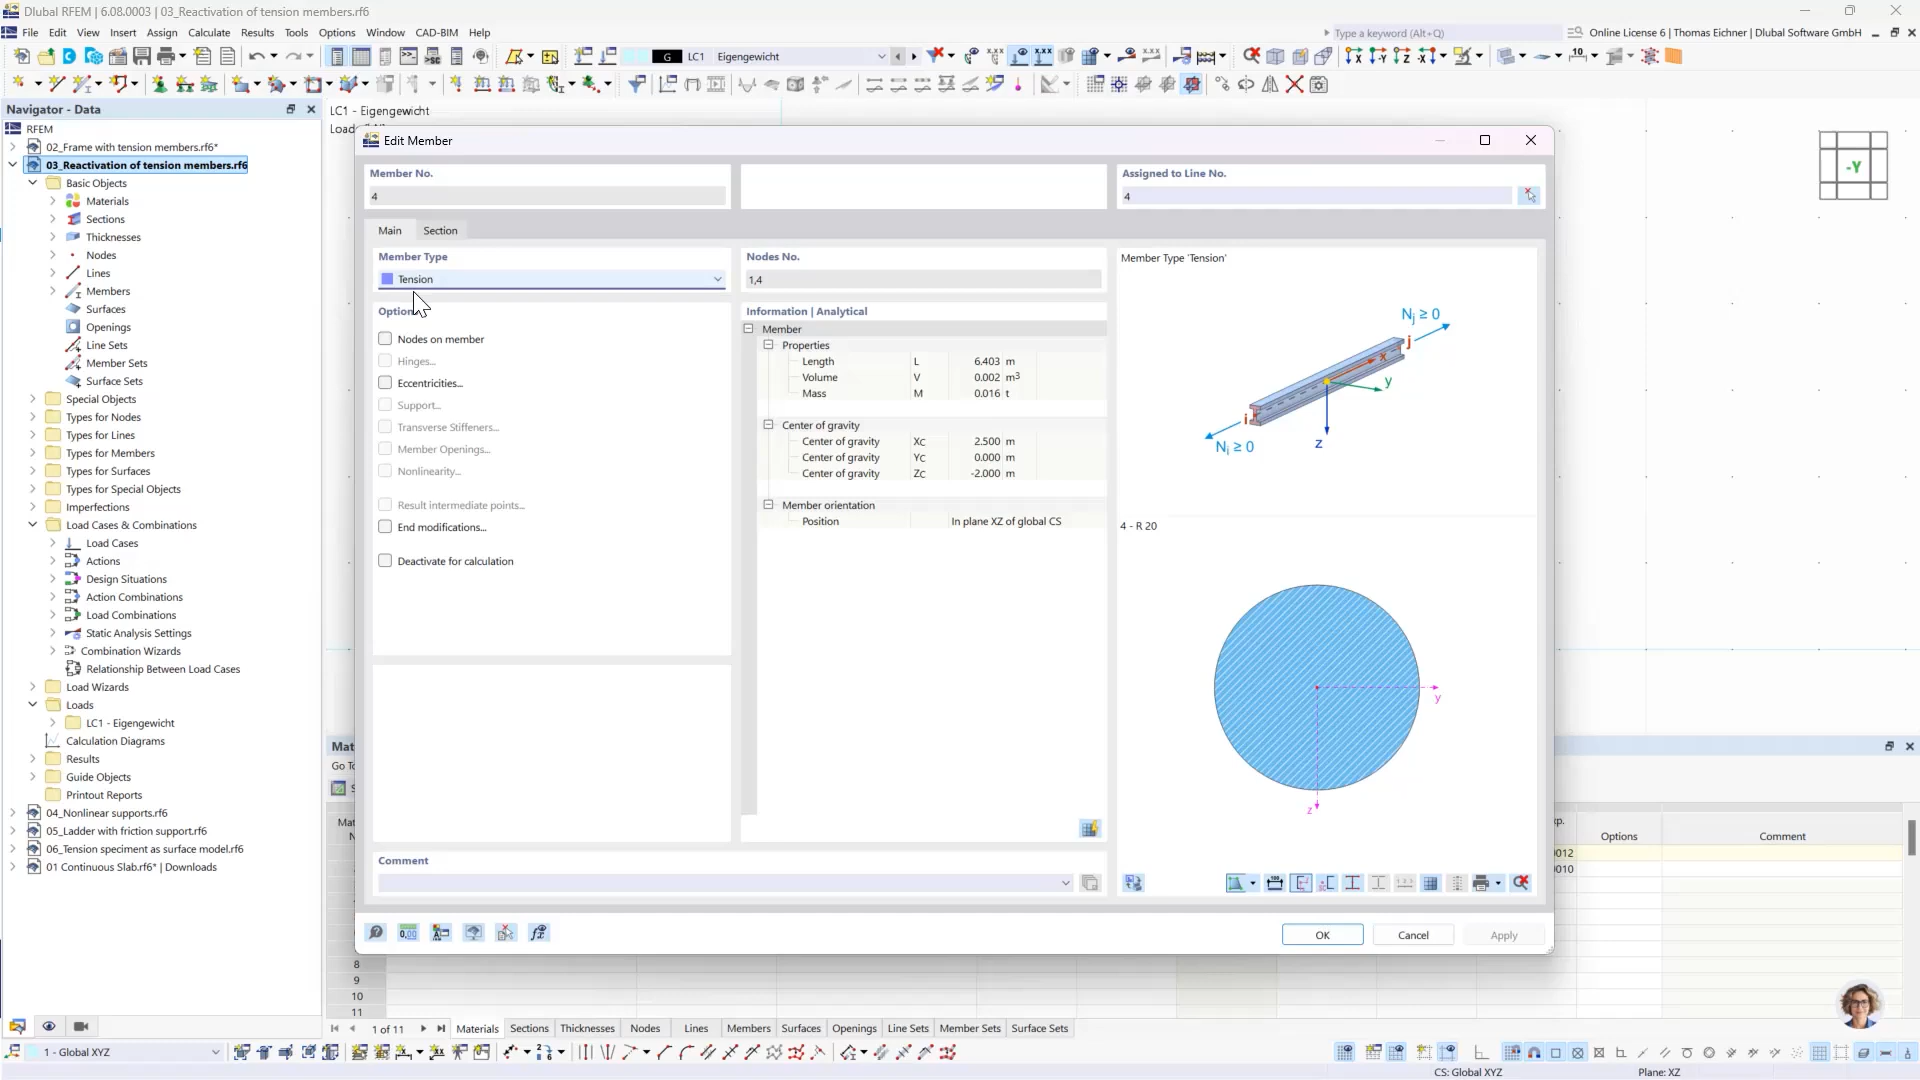 Dlubal RFEM | 6.08.0003 | 03_Reactivation of tension members.rf6
File Edit View Insert Assign Calculate Results Tools Options Window CAD-BIM Help
Type a keyword (Alt+Q)
Online License 6 | Thomas Eichner | Dlubal Software GmbH
G LC1 Eigengewicht
Navigator - Data
RFEM
02_Frame with tension members.rf6*
03_Reactivation of tension members.rf6
Basic Objects
Materials
Sections
Thicknesses
Nodes
Lines
Members
Surfaces
Openings
Line Sets
Member Sets
Surface Sets
Special Objects
Types for Nodes
Types for Lines
Types for Members
Types for Surfaces
Types for Special Objects
Imperfections
Load Cases & Combinations
Load Cases
Actions
Design Situations
Action Combinations
Load Combinations
Static Analysis Settings
Combination Wizards
Relationship Between Load Cases
Load Wizards
Loads
LC1 - Eigengewicht
Calculation Diagrams
Results
Guide Objects
Printout Reports
04_Nonlinear supports.rf6
05_Ladder with friction support.rf6
06_Tension speciment as surface model.rf6
01 Continuous Slab.rf6* | Downloads
LC1 - Eigengewicht
Edit Member
Member No.
4
Assigned to Line No.
4
Main Section
Member Type
Tension
Options
Nodes on member
Hinges...
Eccentricities...
Support...
Transverse Stiffeners...
Member Openings...
Nonlinearity...
Result intermediate points...
End modifications...
Deactivate for calculation
Nodes No.
1,4
Information | Analytical
Member
Properties
Length L 6.403 m
Volume V 0.002 m3
Mass M 0.016 t
Center of gravity
Center of gravity XC 2.500 m
Center of gravity YC 0.000 m
Center of gravity ZC -2.000 m
Member orientation
Position In plane XZ of global CS
Member Type 'Tension'
Nj ≥ 0
j
x
y
i
Ni ≥ 0
z
4 - R 20
y
z
Comment
OK Cancel Apply
-Y
Options Comment
0012
0010
8
9
10
11
1 of 11
Materials Sections Thicknesses Nodes Lines Members Surfaces Openings Line Sets Member Sets Surface Sets
1 - Global XYZ
CS: Global XYZ Plane: XZ